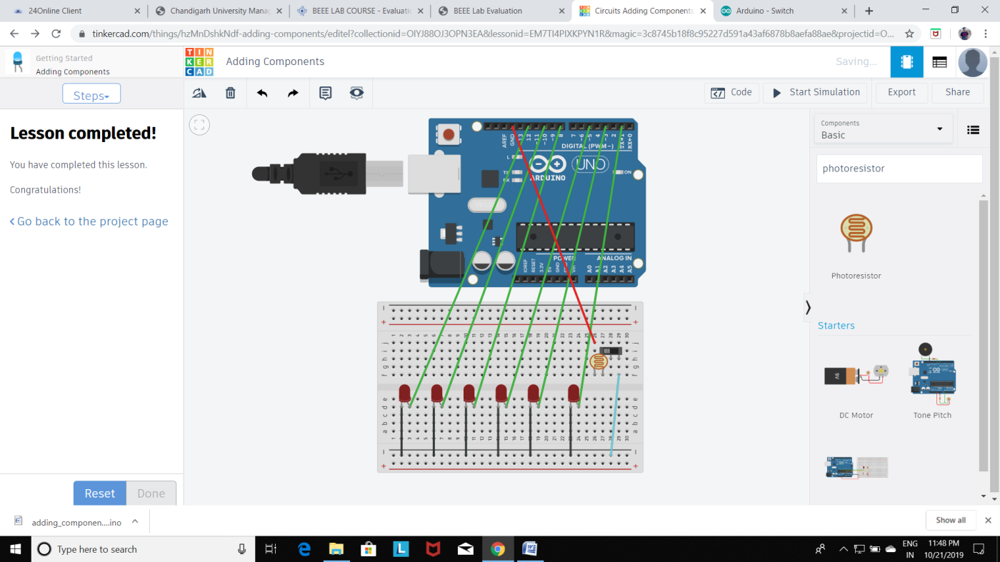 24Online Client
Chandigarh University Manag
BEEE LAB COURSE - Evaluatio
BEEE Lab Evaluation
Circuits Adding Components
Arduino - Switch
tinkercad.com/things/hzMnDshkNdf-adding-components/editel?collectionid=OIYJ88OJ3OPN3EA&lessonid=EM7TI4PIXKPYN1R&magic=3c8745b18f8c95227d591a43af6878b8aefa88ae&projectid=O...
Getting Started
Adding Components
TIN
KER
CAD
Adding Components
Saving...
Steps
Code
Start Simulation
Export
Share
Lesson completed!
You have completed this lesson.
Congratulations!
Go back to the project page
Components
Basic
photoresistor
Photoresistor
Starters
DC Motor
Tone Pitch
AREF
GND
13
12
~11
~10
~9
8
7
~6
~5
4
~3
2
TX→1
RX←0
DIGITAL (PWM~)
L
TX
RX
ARDUINO
UNO
ON
POWER
ANALOG IN
IOREF
RESET
3.3V
5V
GND
Vin
A0
A1
A2
A3
A4
A5
Reset
Done
adding_componen....ino
Show all
Type here to search
ENG
IN
11:48 PM
10/21/2019